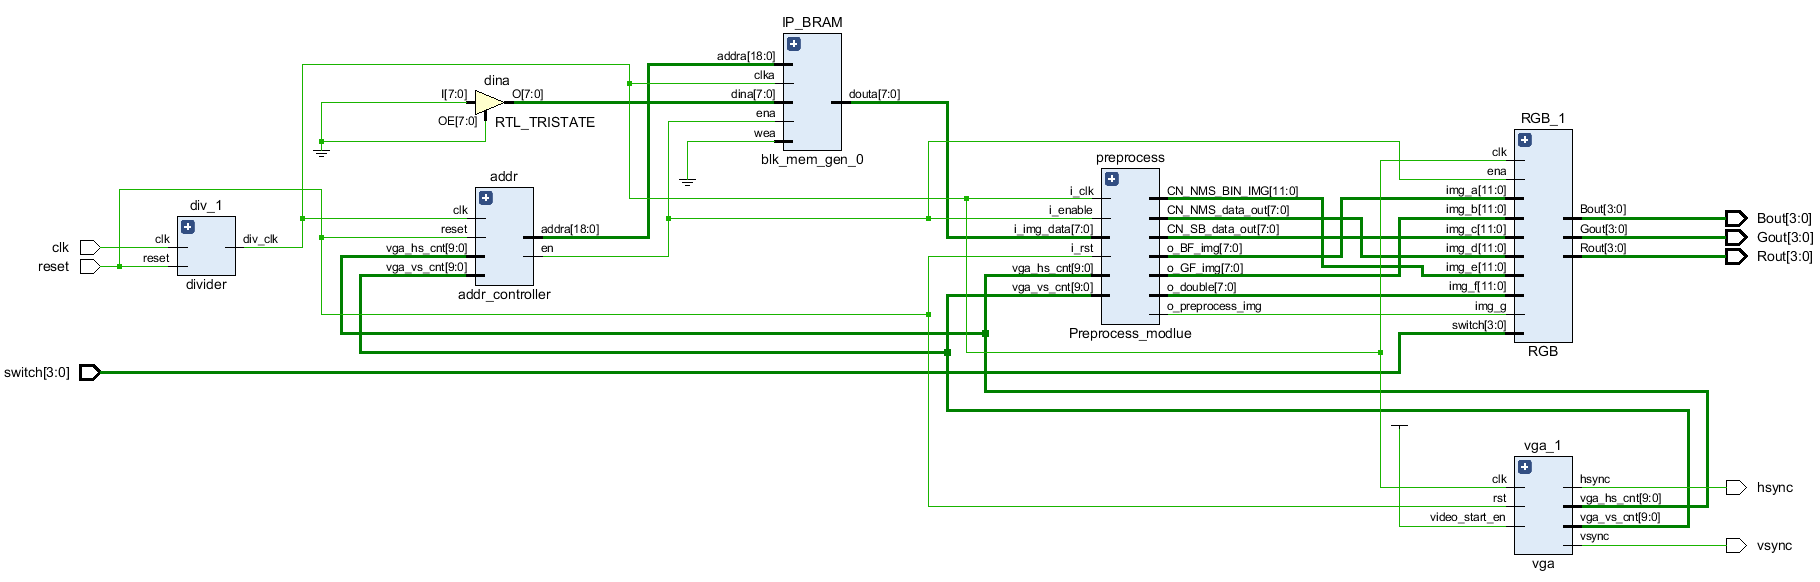 IP_BRAM
addra[18:0]
clka
dina[7:0]
ena
wea
douta[7:0]
blk_mem_gen_0
dina
I[7:0]
O[7:0]
OE[7:0]
RTL_TRISTATE
addr
clk
reset
vga_hs_cnt[9:0]
vga_vs_cnt[9:0]
addra[18:0]
en
addr_controller
div_1
clk
reset
div_clk
divider
clk
reset
switch[3:0]
preprocess
i_clk
i_enable
i_img_data[7:0]
i_rst
vga_hs_cnt[9:0]
vga_vs_cnt[9:0]
CN_NMS_BIN_IMG[11:0]
CN_NMS_data_out[7:0]
CN_SB_data_out[7:0]
o_BF_img[7:0]
o_GF_img[7:0]
o_double[7:0]
o_preprocess_img
Preprocess_modlue
RGB_1
clk
ena
img_a[11:0]
img_b[11:0]
img_c[11:0]
img_d[11:0]
img_e[11:0]
img_f[11:0]
img_g
switch[3:0]
Bout[3:0]
Gout[3:0]
Rout[3:0]
RGB
Bout[3:0]
Gout[3:0]
Rout[3:0]
vga_1
clk
rst
video_start_en
hsync
vga_hs_cnt[9:0]
vga_vs_cnt[9:0]
vsync
vga
hsync
vsync